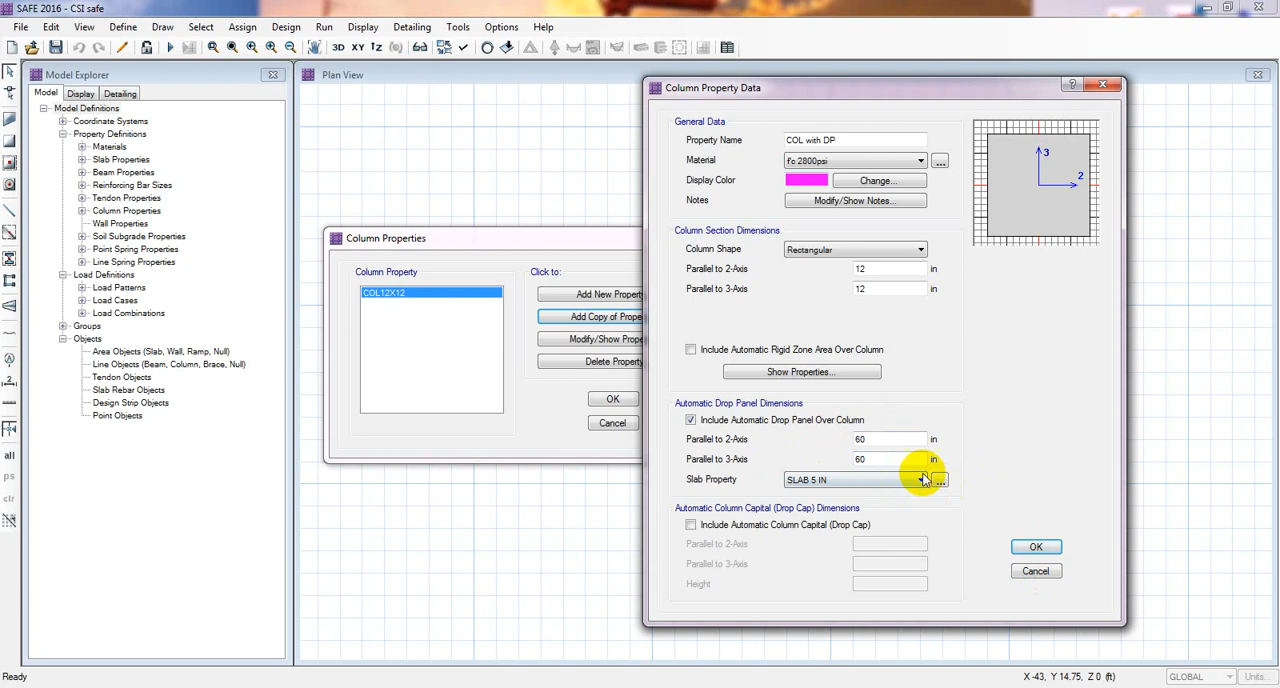 SAFE 2016 - CSI safe
File Edit View Define Draw Select Assign Design Run Display Detailing Tools Options Help
3D XY
Model Explorer
Model Display Detailing
Model Definitions
Coordinate Systems
Property Definitions
Materials
Slab Properties
Beam Properties
Reinforcing Bar Sizes
Tendon Properties
Column Properties
Wall Properties
Soil Subgrade Properties
Point Spring Properties
Line Spring Properties
Load Definitions
Load Patterns
Load Cases
Load Combinations
Groups
Objects
Area Objects (Slab, Wall, Ramp, Null)
Line Objects (Beam, Column, Brace, Null)
Tendon Objects
Slab Rebar Objects
Design Strip Objects
Point Objects
all
ps
clr
Plan View
Column Properties
Column Property
COL12X12
Click to:
Add New Property
Add Copy of Prope
Modify/Show Prope
Delete Property
OK
Cancel
Column Property Data
General Data
Property Name COL with DP
Material f'c 2800psi ...
Display Color Change...
Notes Modify/Show Notes...
3
2
Column Section Dimensions
Column Shape Rectangular
Parallel to 2-Axis 12 in
Parallel to 3-Axis 12 in
Include Automatic Rigid Zone Area Over Column
Show Properties...
Automatic Drop Panel Dimensions
Include Automatic Drop Panel Over Column
Parallel to 2-Axis 60 in
Parallel to 3-Axis 60 in
Slab Property SLAB 5 IN ...
Automatic Column Capital (Drop Cap) Dimensions
Include Automatic Column Capital (Drop Cap)
Parallel to 2-Axis
Parallel to 3-Axis
Height
OK
Cancel
Ready
X -43, Y 14.75, Z 0 (ft)
GLOBAL
Units...